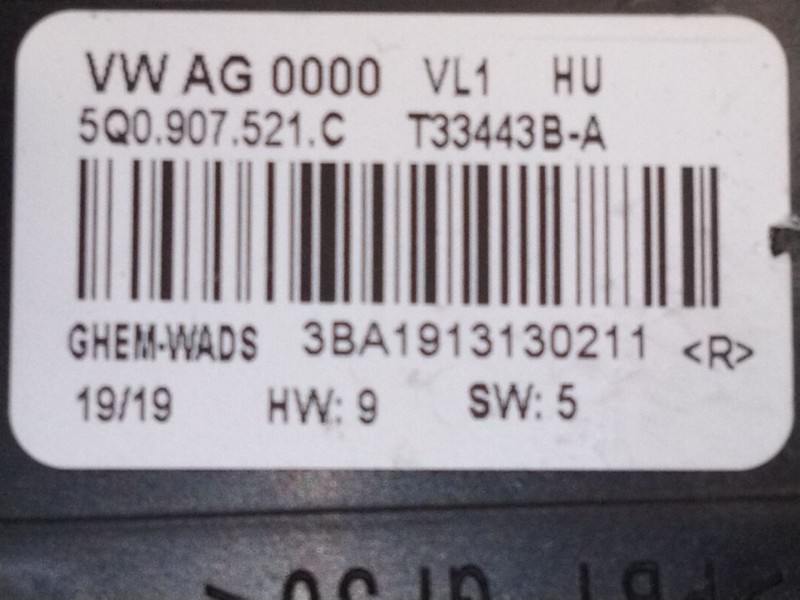 VW AG 0000 VL1 HU
5Q0.907.521.C T33443B-A
GHEM-WADS 3BA1913130211 <R>
19/19 HW: 9 SW: 5